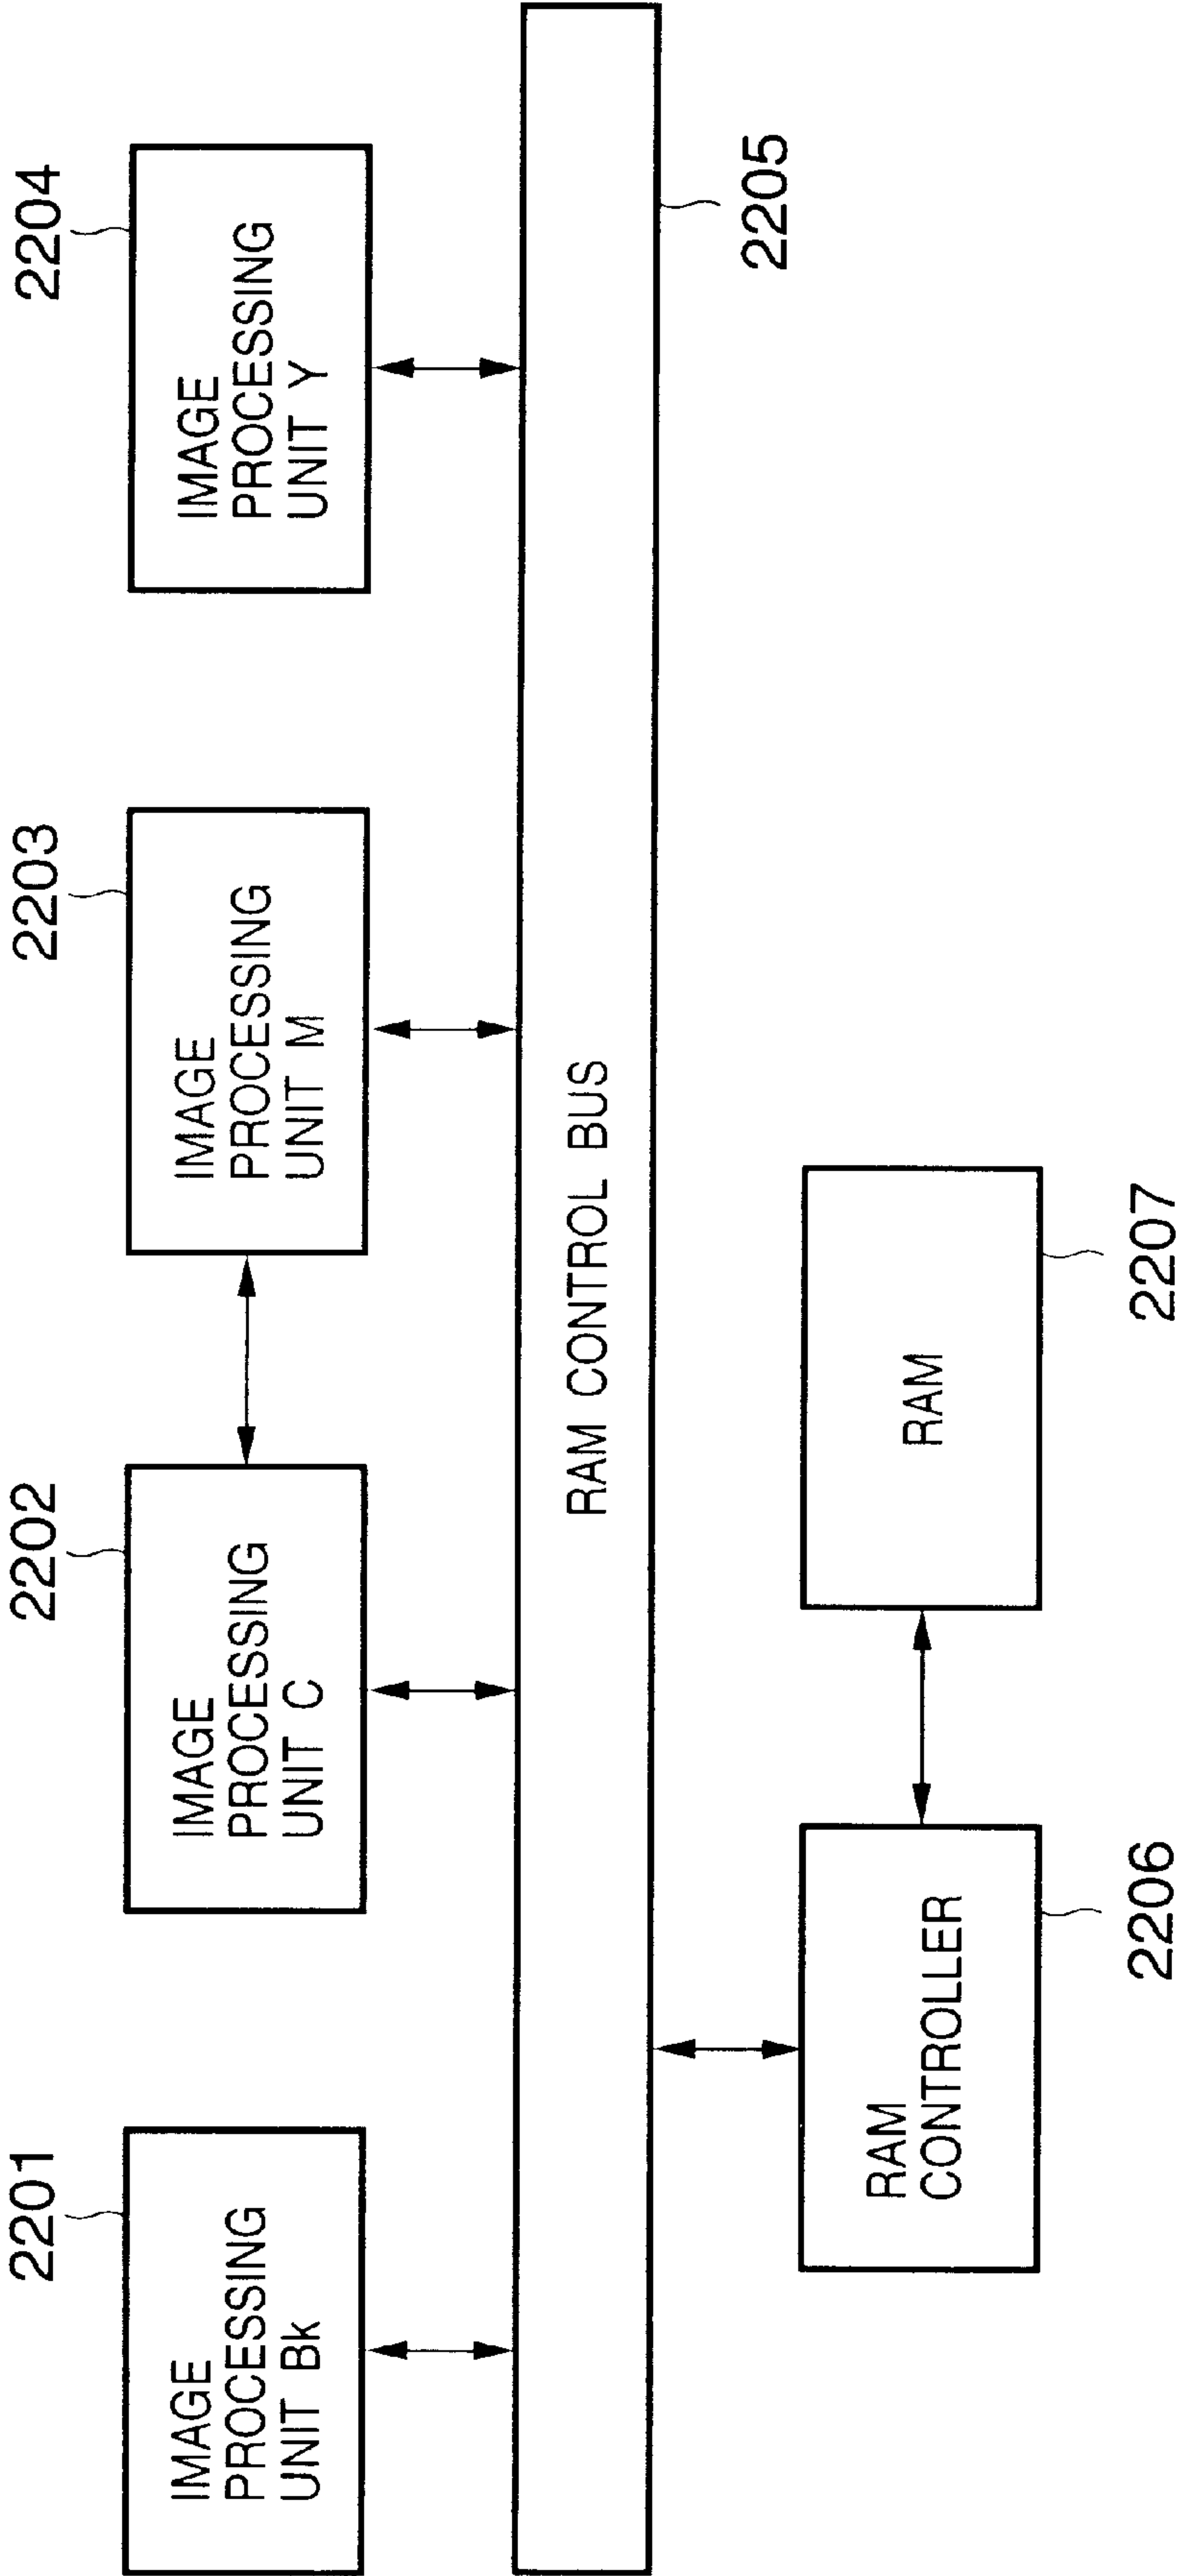 2201
IMAGE
PROCESSING
UNIT Bk
2202
IMAGE
PROCESSING
UNIT C
2203
IMAGE
PROCESSING
UNIT M
2204
IMAGE
PROCESSING
UNIT Y
RAM CONTROL BUS
2205
RAM
CONTROLLER
2206
RAM
2207